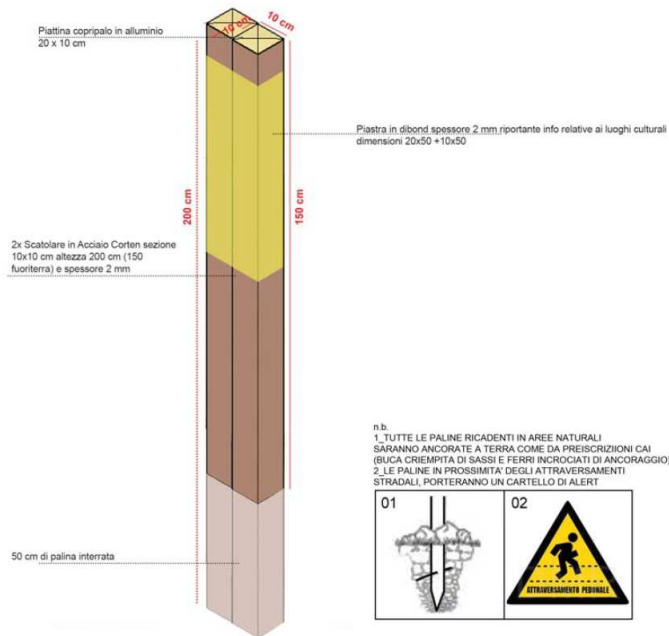 Piattina copripalo in alluminio
20 x 10 cm
10 cm
10 cm
Piastra in dibond spessore 2 mm riportante info relative ai luoghi culturali
dimensioni 20x50 +10x50
200 cm
150 cm
2x Scatolare in Acciaio Corten sezione
10x10 cm altezza 200 cm (150
fuoriterra) e spessore 2 mm
n.b.
1_TUTTE LE PALINE RICADENTI IN AREE NATURALI
SARANNO ANCORATE A TERRA COME DA PREISCRIZIIONI CAI
(BUCA CRIEMPITA DI SASSI E FERRI INCROCIATI DI ANCORAGGIO)
2_LE PALINE IN PROSSIMITA' DEGLI ATTRAVERSAMENTI
STRADALI, PORTERANNO UN CARTELLO DI ALERT
01
02
ATTRAVERSAMENTO PEDONALE
50 cm di palina interrata